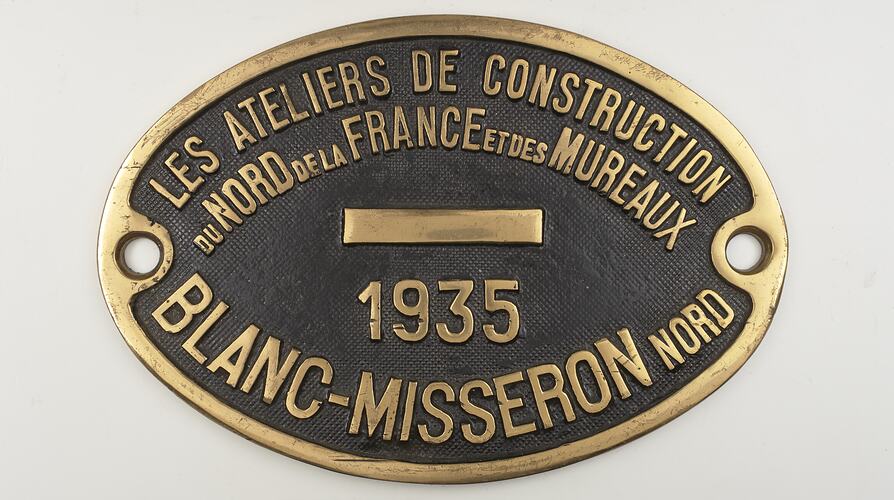 LES ATELIERS DE CONSTRUCTION
DU NORD DE LA FRANCE ET DES MUREAUX
1935
BLANC-MISSERON NORD